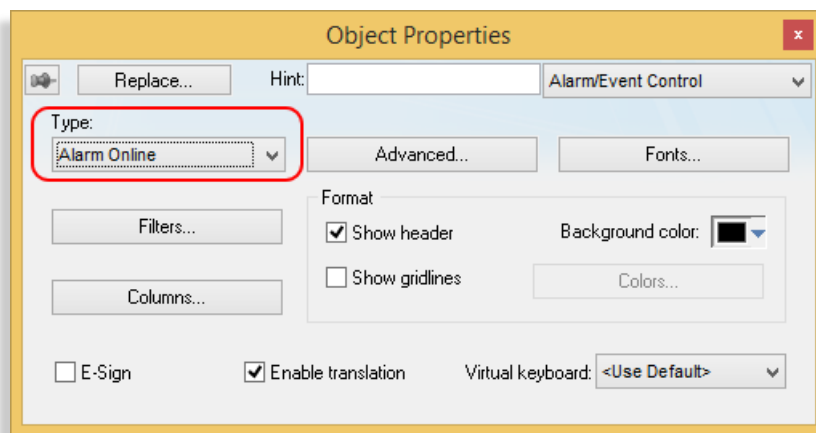 Object Properties
x
Replace... Hint: Alarm/Event Control
Type:
Alarm Online Advanced... Fonts...
Format
Filters... Show header Background color:
Show gridlines Colors...
Columns...
E-Sign Enable translation Virtual keyboard: <Use Default>